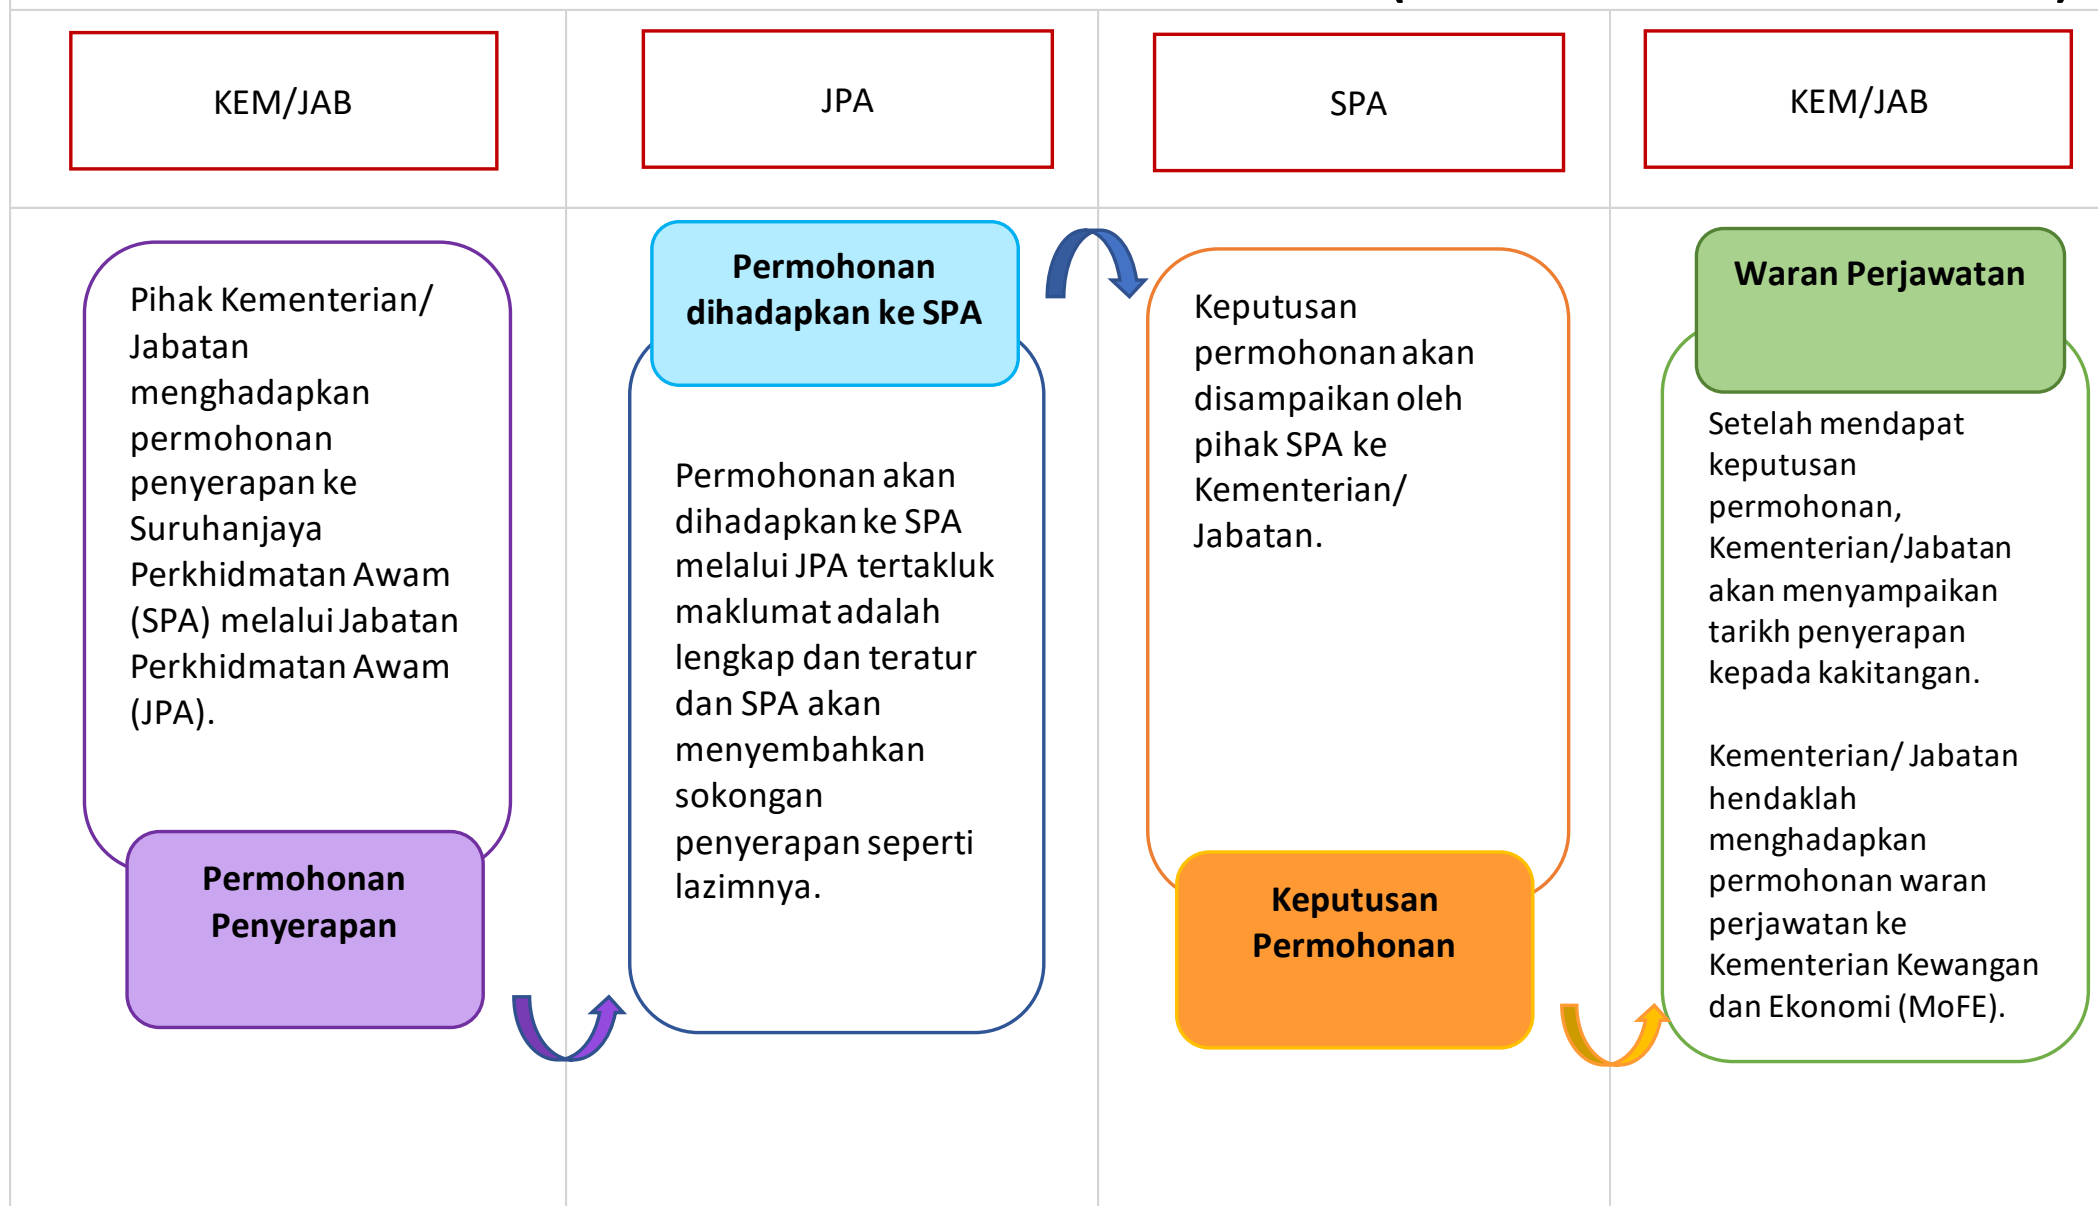 KEM/JAB
JPA
SPA
KEM/JAB
Pihak Kementerian/
Jabatan
menghadapkan
permohonan
penyerapan ke
Suruhanjaya
Perkhidmatan Awam
(SPA) melalui Jabatan
Perkhidmatan Awam
(JPA).
Permohonan
Penyerapan
Permohonan
dihadapkan ke SPA
Permohonan akan
dihadapkan ke SPA
melalui JPA tertakluk
maklumat adalah
lengkap dan teratur
dan SPA akan
menyembahkan
sokongan
penyerapan seperti
lazimnya.
Keputusan
permohonan akan
disampaikan oleh
pihak SPA ke
Kementerian/
Jabatan.
Keputusan
Permohonan
Waran Perjawatan
Setelah mendapat
keputusan
permohonan,
Kementerian/Jabatan
akan menyampaikan
tarikh penyerapan
kepada kakitangan.
Kementerian/ Jabatan
hendaklah
menghadapkan
permohonan waran
perjawatan ke
Kementerian Kewangan
dan Ekonomi (MoFE).